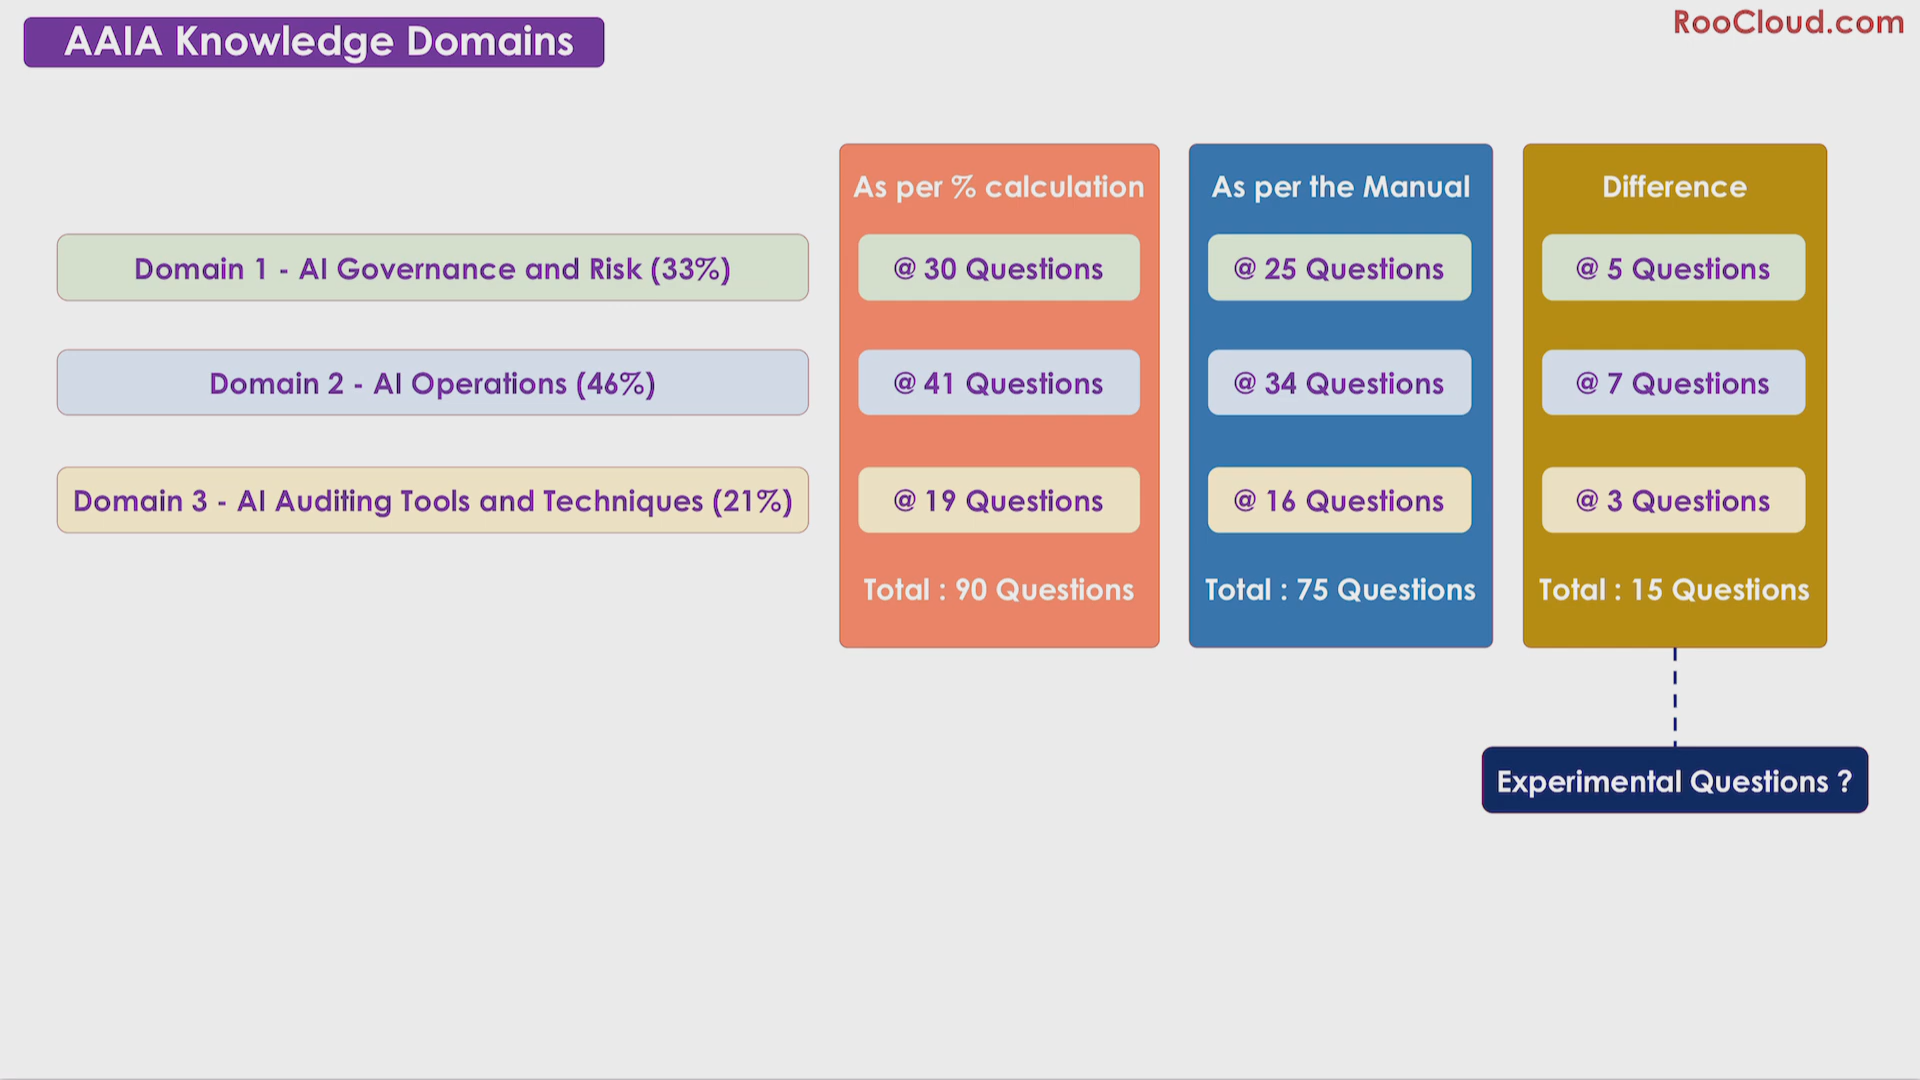 AAIA Knowledge Domains
RooCloud.com
As per % calculation
As per the Manual
Difference
Domain 1 - AI Governance and Risk (33%)
@ 30 Questions
@ 25 Questions
@ 5 Questions
Domain 2 - AI Operations (46%)
@ 41 Questions
@ 34 Questions
@ 7 Questions
Domain 3 - AI Auditing Tools and Techniques (21%)
@ 19 Questions
@ 16 Questions
@ 3 Questions
Total : 90 Questions
Total : 75 Questions
Total : 15 Questions
Experimental Questions ?